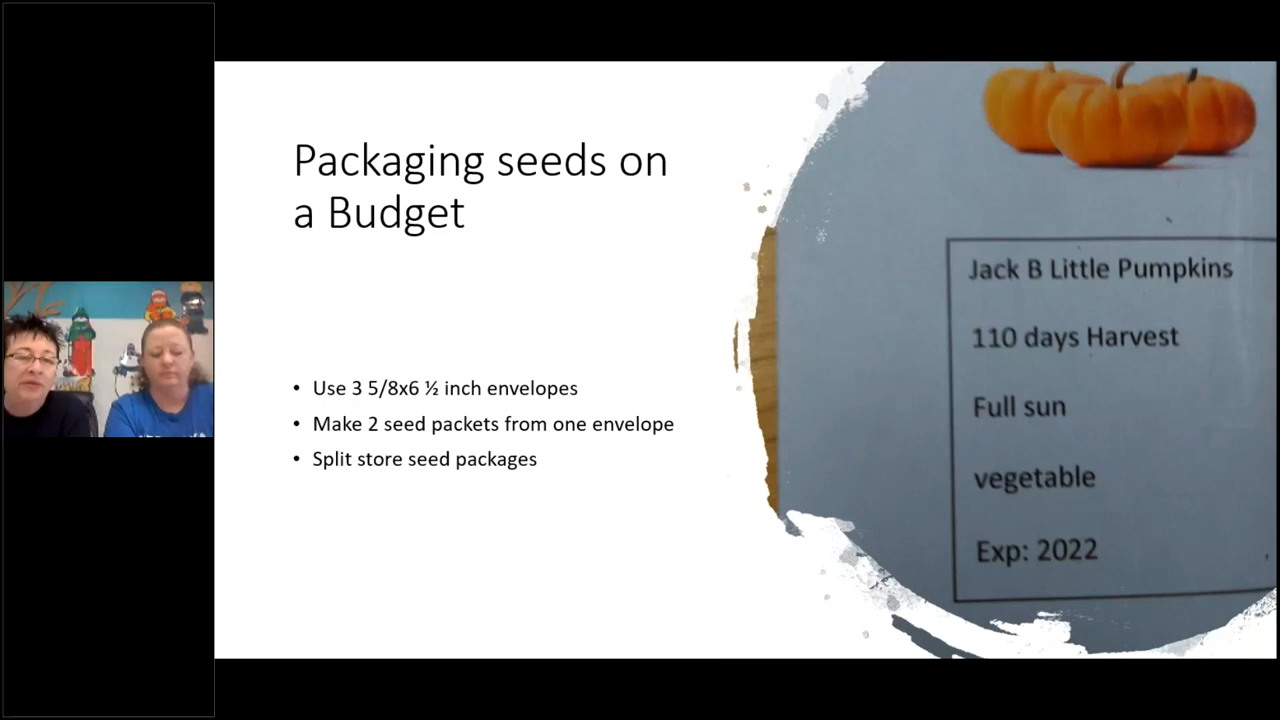 Packaging seeds on
a Budget
• Use 3 5/8x6 ½ inch envelopes
• Make 2 seed packets from one envelope
• Split store seed packages
Jack B Little Pumpkins
110 days Harvest
Full sun
vegetable
Exp: 2022